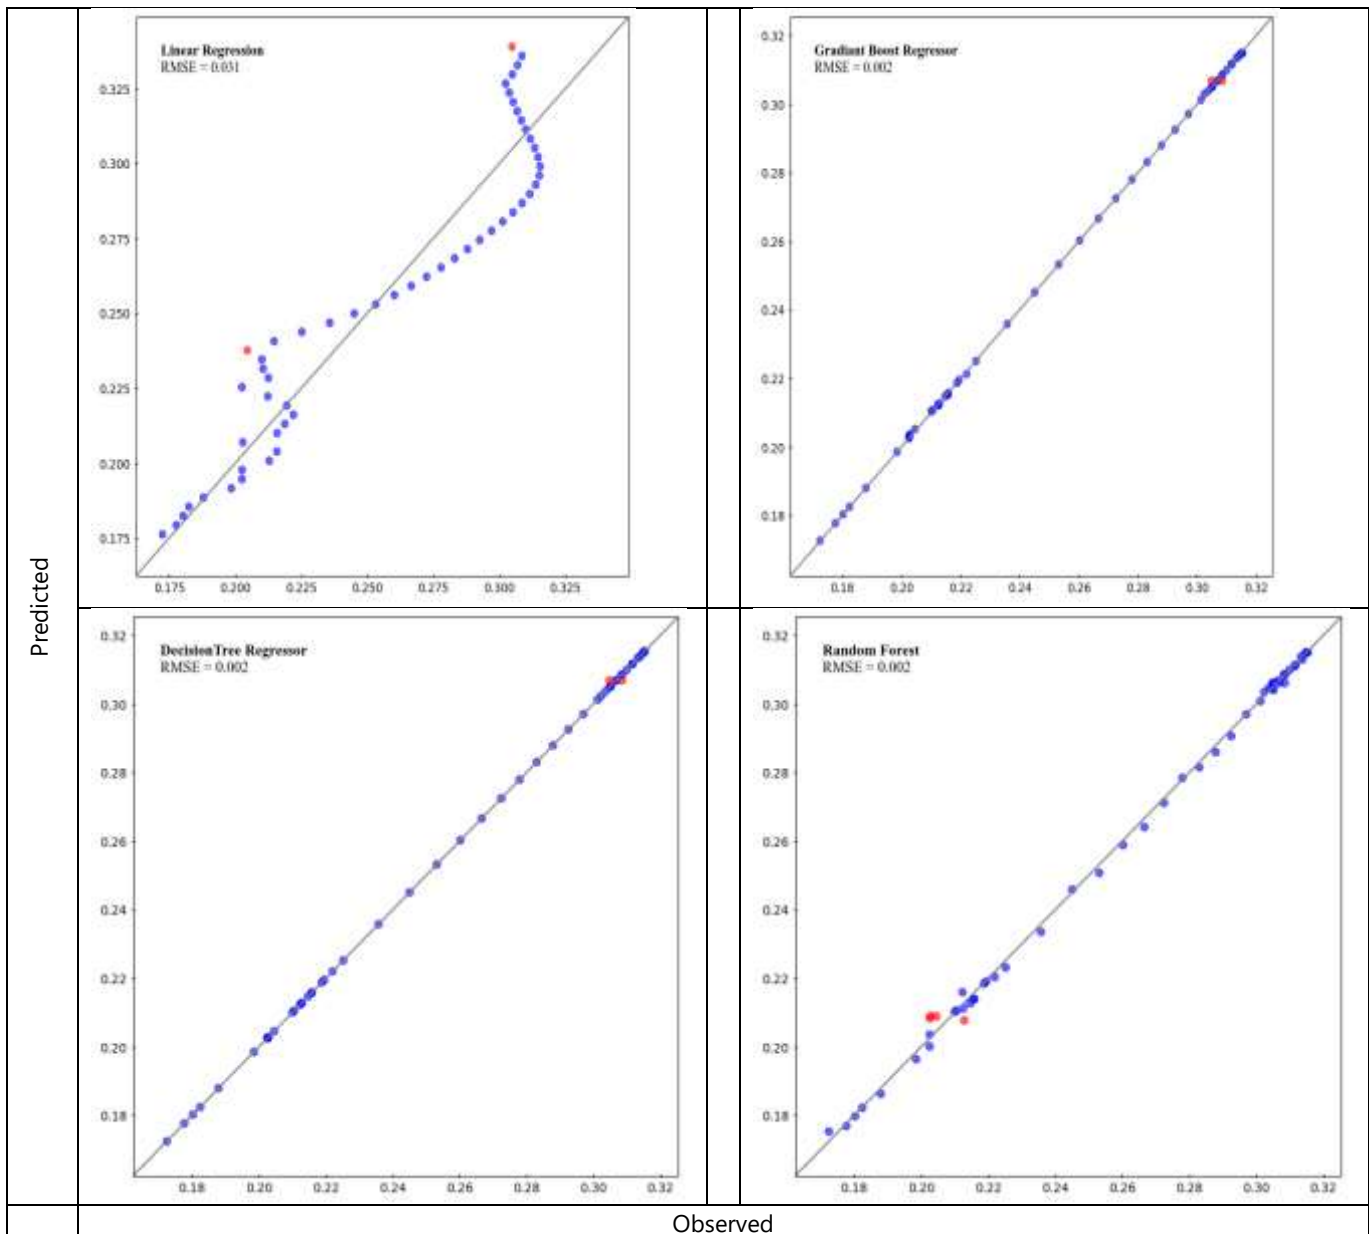 Predicted
Linear Regression
RMSE = 0.031
0.325
0.300
0.275
0.250
0.225
0.200
0.175
0.175 0.200 0.225 0.250 0.275 0.300 0.325
Gradiant Boost Regressor
RMSE = 0.002
0.32
0.30
0.28
0.26
0.24
0.22
0.20
0.18
0.18 0.20 0.22 0.24 0.26 0.28 0.30 0.32
DecisionTree Regressor
RMSE = 0.002
0.32
0.30
0.28
0.26
0.24
0.22
0.20
0.18
0.18 0.20 0.22 0.24 0.26 0.28 0.30 0.32
Random Forest
RMSE = 0.002
0.32
0.30
0.28
0.26
0.24
0.22
0.20
0.18
0.18 0.20 0.22 0.24 0.26 0.28 0.30 0.32
Observed